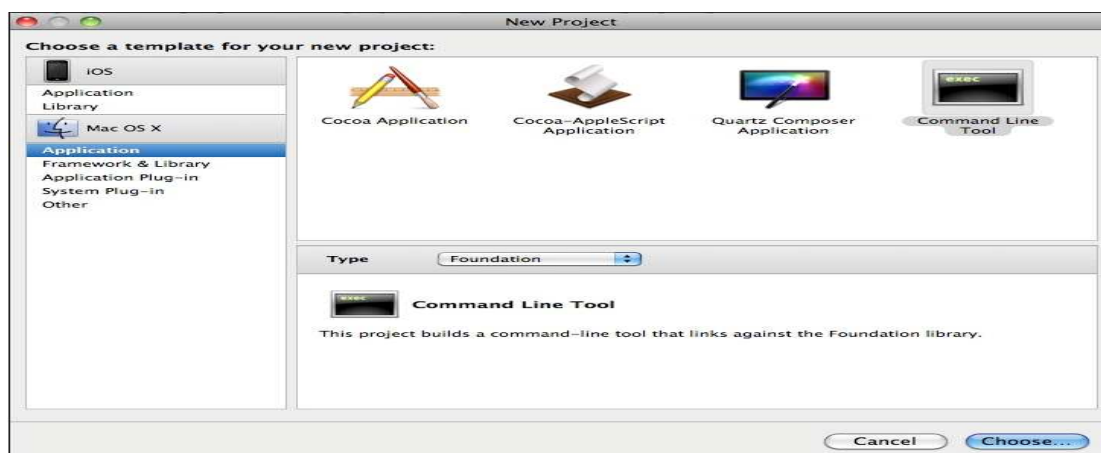 New Project
Choose a template for your new project:
iOS
Application
Library
Mac OS X
Application
Framework & Library
Application Plug-in
System Plug-in
Other
Cocoa Application
Cocoa-AppleScript
Application
Quartz Composer
Application
exec
Command Line
Tool
Type
Foundation
exec
Command Line Tool
This project builds a command-line tool that links against the Foundation library.
Cancel
Choose...